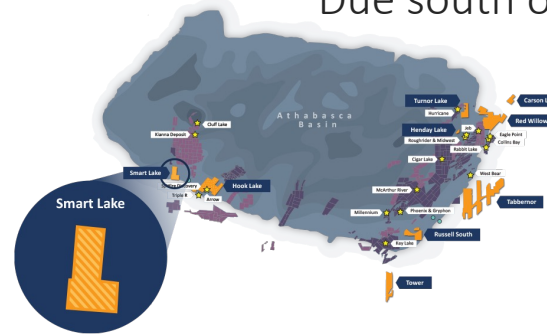 Due south o
Turnor Lake
Carson L
Hurricane
Red Willow
Athabasca
Basin
Cluff Lake
Henday Lake
JEB
Eagle Point
Roughrider & Midwest
Kianna Deposit
Collins Bay
Rabbit Lake
Cigar Lake
Smart Lake
West Bear
Discovery
Hook Lake
McArthur River
Triple R
Arrow
Tabbernor
Smart Lake
Millennium
Phoenix & Gryphon
Russell South
Key Lake
Tower